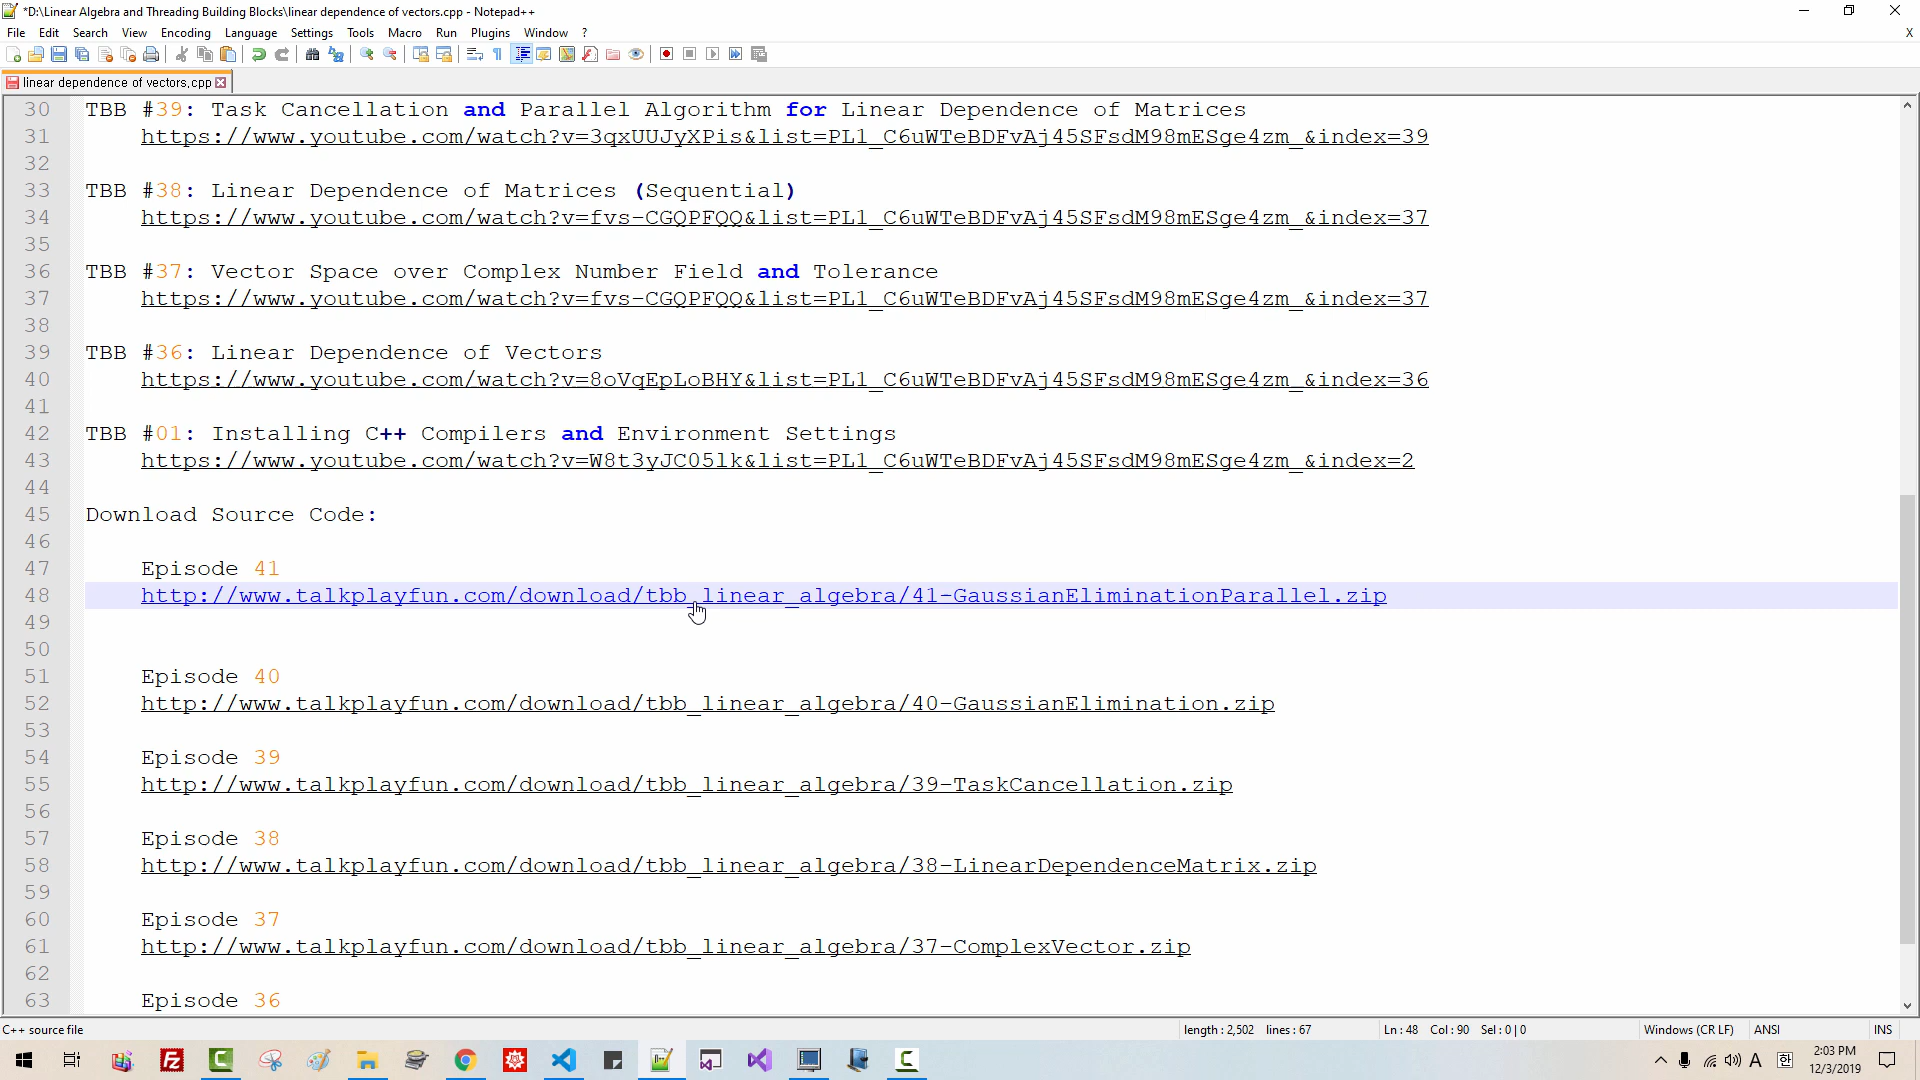 *D:\Linear Algebra and Threading Building Blocks\linear dependence of vectors.cpp - Notepad++
File Edit Search View Encoding Language Settings Tools Macro Run Plugins Window ? X
linear dependence of vectors.cpp
30 TBB #39: Task Cancellation and Parallel Algorithm for Linear Dependence of Matrices
31 https://www.youtube.com/watch?v=3qxUUJyXPis&list=PL1_C6uWTeBDFvAj45SFsdM98mESge4zm_&index=39
32
33 TBB #38: Linear Dependence of Matrices (Sequential)
34 https://www.youtube.com/watch?v=fvs-CGQPFQQ&list=PL1_C6uWTeBDFvAj45SFsdM98mESge4zm_&index=37
35
36 TBB #37: Vector Space over Complex Number Field and Tolerance
37 https://www.youtube.com/watch?v=fvs-CGQPFQQ&list=PL1_C6uWTeBDFvAj45SFsdM98mESge4zm_&index=37
38
39 TBB #36: Linear Dependence of Vectors
40 https://www.youtube.com/watch?v=8oVqEpLoBHY&list=PL1_C6uWTeBDFvAj45SFsdM98mESge4zm_&index=36
41
42 TBB #01: Installing C++ Compilers and Environment Settings
43 https://www.youtube.com/watch?v=W8t3yJC05lk&list=PL1_C6uWTeBDFvAj45SFsdM98mESge4zm_&index=2
44
45 Download Source Code:
46
47 Episode 41
48 http://www.talkplayfun.com/download/tbb_linear_algebra/41-GaussianEliminationParallel.zip
49
50
51 Episode 40
52 http://www.talkplayfun.com/download/tbb_linear_algebra/40-GaussianElimination.zip
53
54 Episode 39
55 http://www.talkplayfun.com/download/tbb_linear_algebra/39-TaskCancellation.zip
56
57 Episode 38
58 http://www.talkplayfun.com/download/tbb_linear_algebra/38-LinearDependenceMatrix.zip
59
60 Episode 37
61 http://www.talkplayfun.com/download/tbb_linear_algebra/37-ComplexVector.zip
62
63 Episode 36
C++ source file length : 2,502 lines : 67 Ln : 48 Col : 90 Sel : 0 | 0 Windows (CR LF) ANSI INS
A 한 2:03 PM
12/3/2019